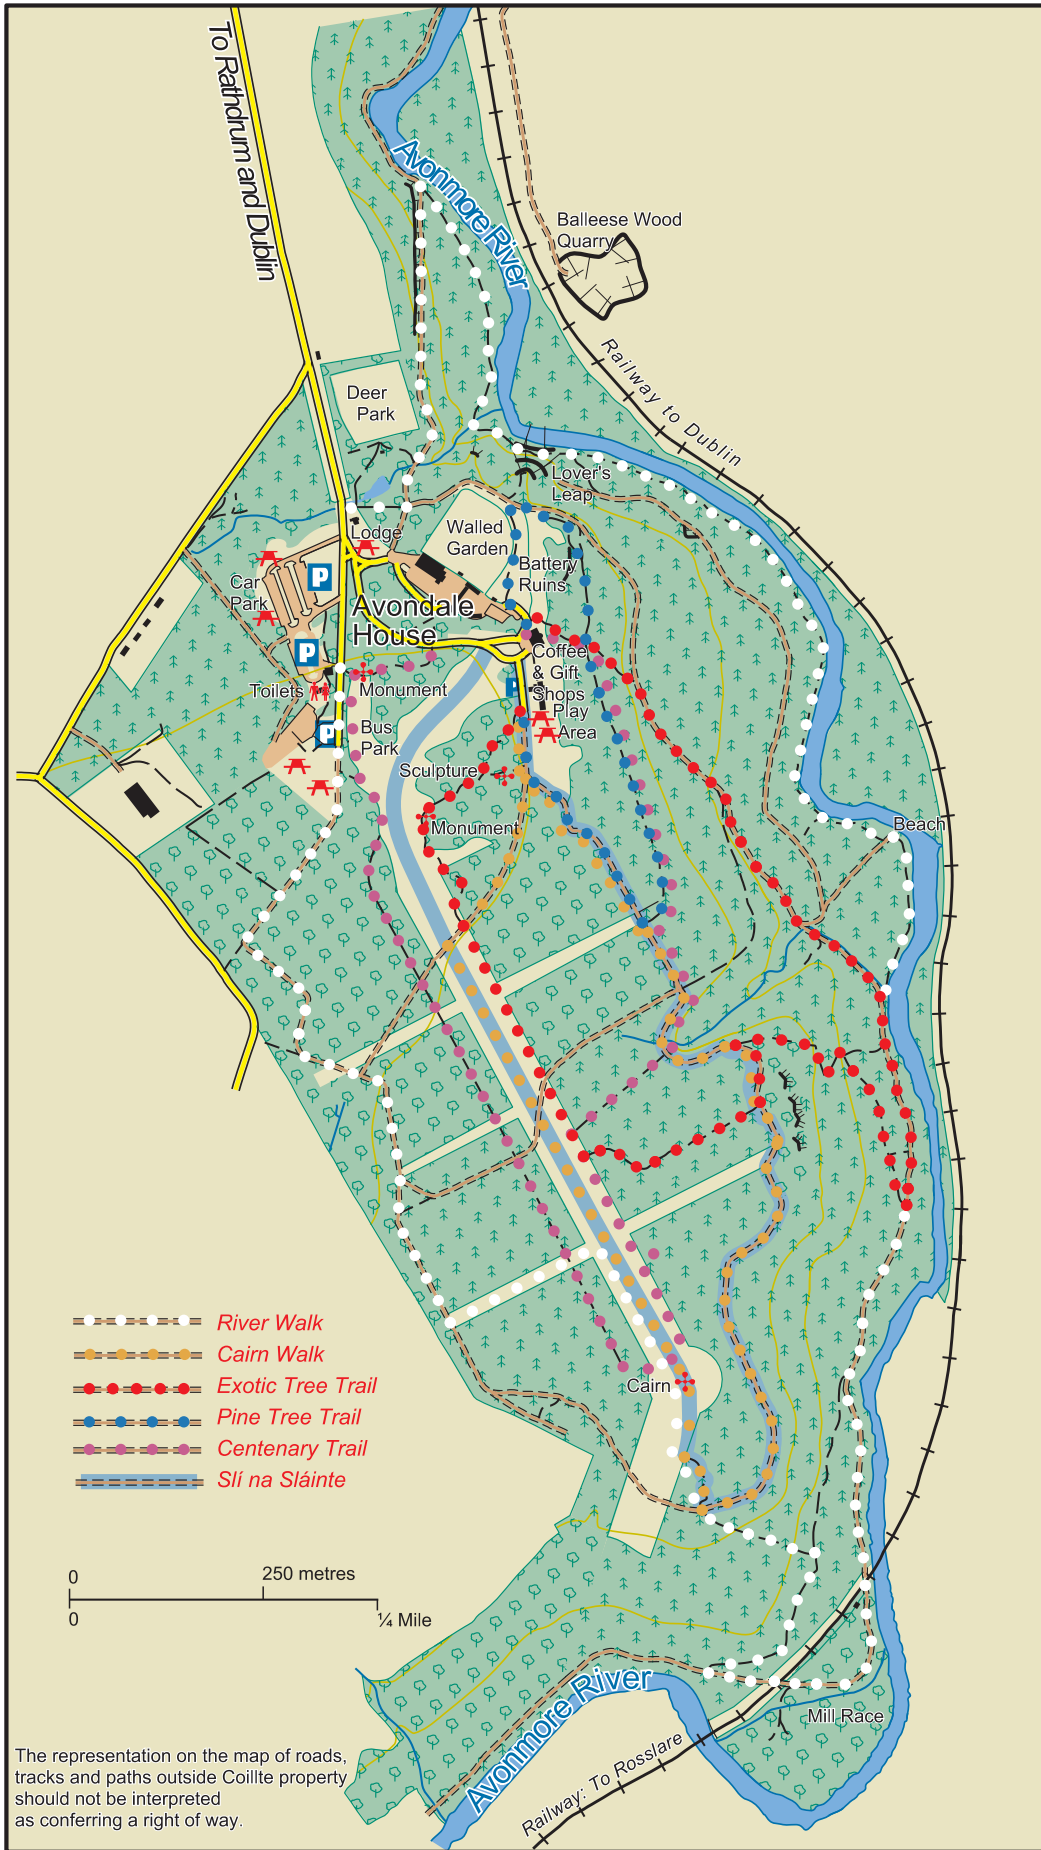 To Rathdrum and Dublin
Avonmore River
Balleese Wood
Quarry
Railway to Dublin
Deer
Park
Lover's
Leap
Lodge
Walled
Garden
P
Car
Park
Battery
Ruins
Avondale
House
P
Coffee
& Gift
Shops
Toilets
Monument
P
Play
Area
P
Bus
Park
Sculpture
Monument
Beach
Cairn
River Walk
Cairn Walk
Exotic Tree Trail
Pine Tree Trail
Centenary Trail
Slí na Sláinte
0
250 metres
0
¼ Mile
Avonmore River
Mill Race
Railway: To Rosslare
The representation on the map of roads,
tracks and paths outside Coillte property
should not be interpreted
as conferring a right of way.